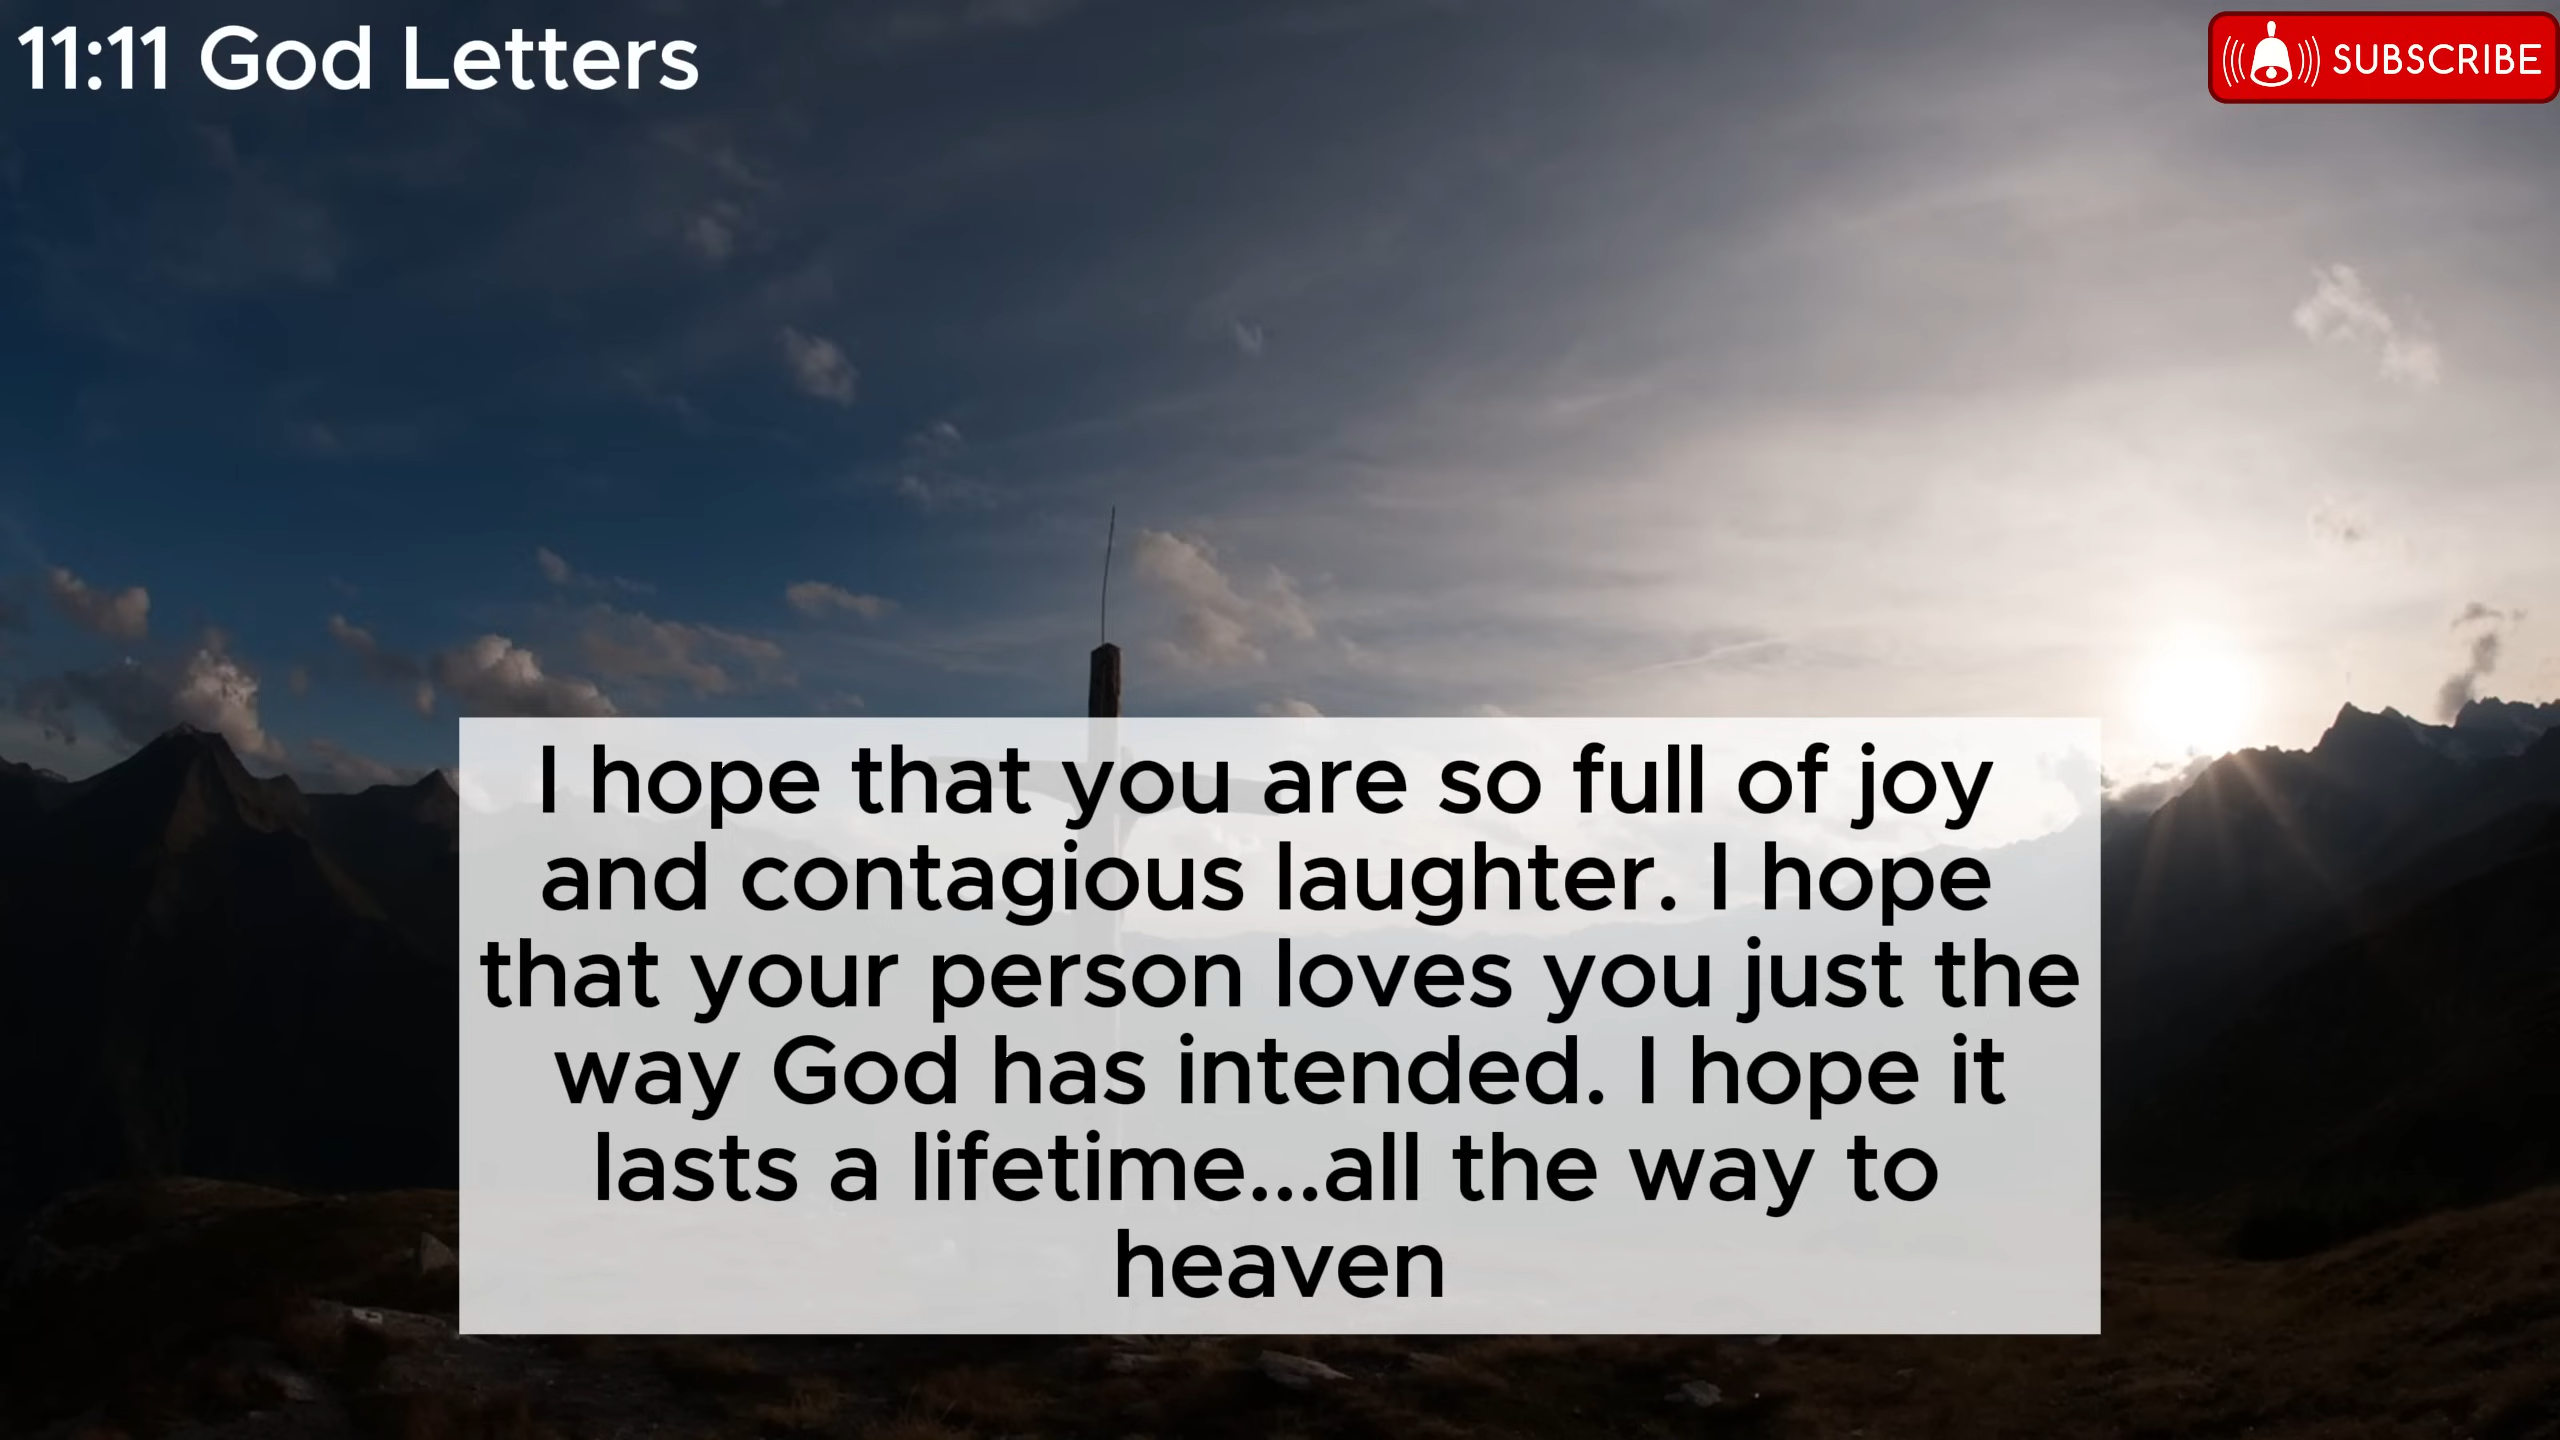 11:11 God Letters
SUBSCRIBE
I hope that you are so full of joy
and contagious laughter. I hope
that your person loves you just the
way God has intended. I hope it
lasts a lifetime...all the way to
heaven